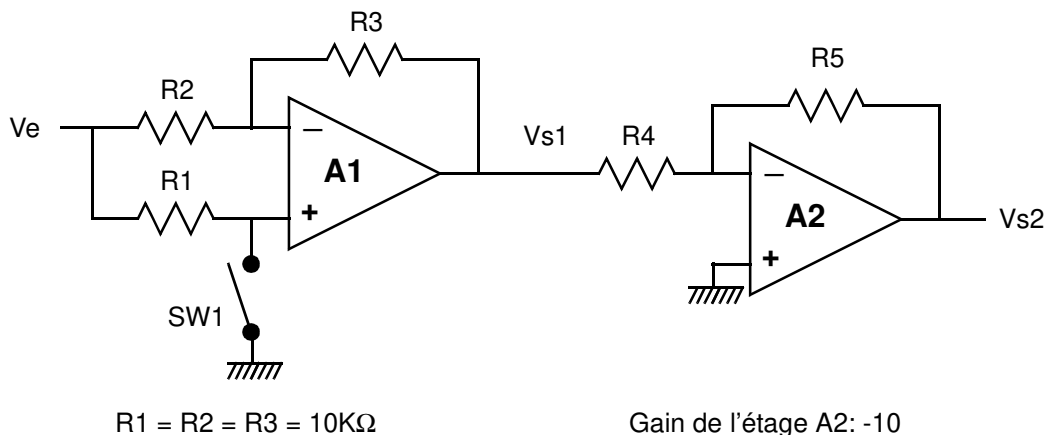 R3
R2
R5
Ve
–
Vs1
R4
A1
R1
–
+
A2
Vs2
+
SW1
R1 = R2 = R3 = 10KΩ
Gain de l'étage A2: -10